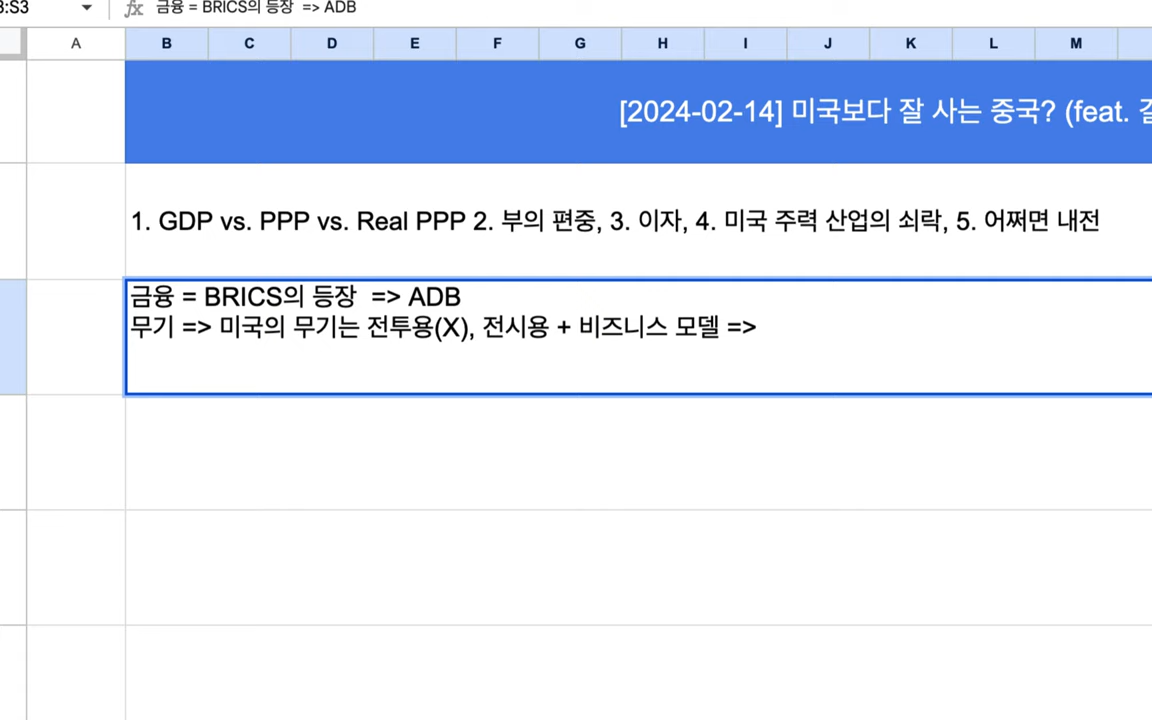 :S3 fx 금융 = BRICS의 등장 => ADB
A B C D E F G H I J K L M
[2024-02-14] 미국보다 잘 사는 중국? (feat.
1. GDP vs. PPP vs. Real PPP 2. 부의 편중, 3. 이자, 4. 미국 주력 산업의 쇠락, 5. 어쩌면 내전
금융 = BRICS의 등장 => ADB
무기 => 미국의 무기는 전투용(X), 전시용 + 비즈니스 모델 =>